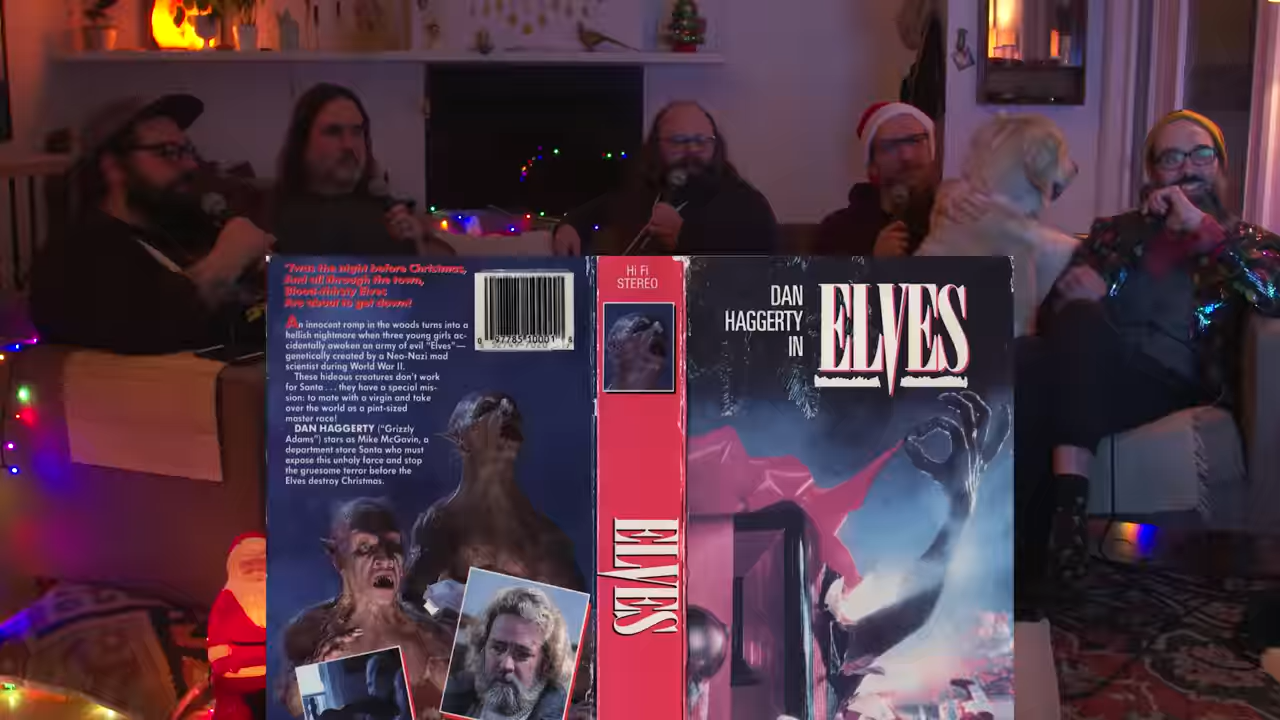 'Twas the night before Christmas,
And all through the town,
Blood-thirsty Elves
Are about to get down!
An innocent romp in the woods turns into a
hellish nightmare when three young girls ac-
cidentally awaken an army of evil "Elves"—
genetically created by a Neo-Nazi mad
scientist during World War II.
These hideous creatures don't work
for Santa . . . they have a special mis-
sion: to mate with a virgin and take
over the world as a pint-sized
master race!
DAN HAGGERTY ("Grizzly
Adams") stars as Mike McGavin, a
department store Santa who must
expose this unholy force and stop
the gruesome terror before the
Elves destroy Christmas.
Hi Fi
STEREO
ELVES
DAN
HAGGERTY
IN
ELVES